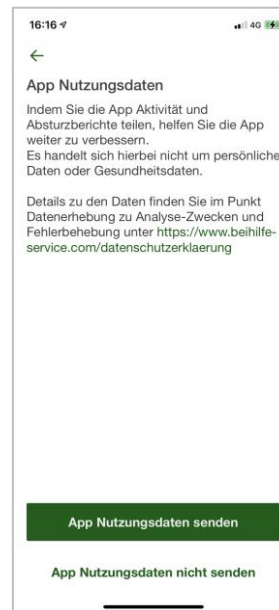 16:16
4G
App Nutzungsdaten
Indem Sie die App Aktivität und
Absturzberichte teilen, helfen Sie die App
weiter zu verbessern.
Es handelt sich hierbei nicht um persönliche
Daten oder Gesundheitsdaten.
Details zu den Daten finden Sie im Punkt
Datenerhebung zu Analyse-Zwecken und
Fehlerbehebung unter https://www.beihilfe-
service.com/datenschutzerklaerung
App Nutzungsdaten senden
App Nutzungsdaten nicht senden